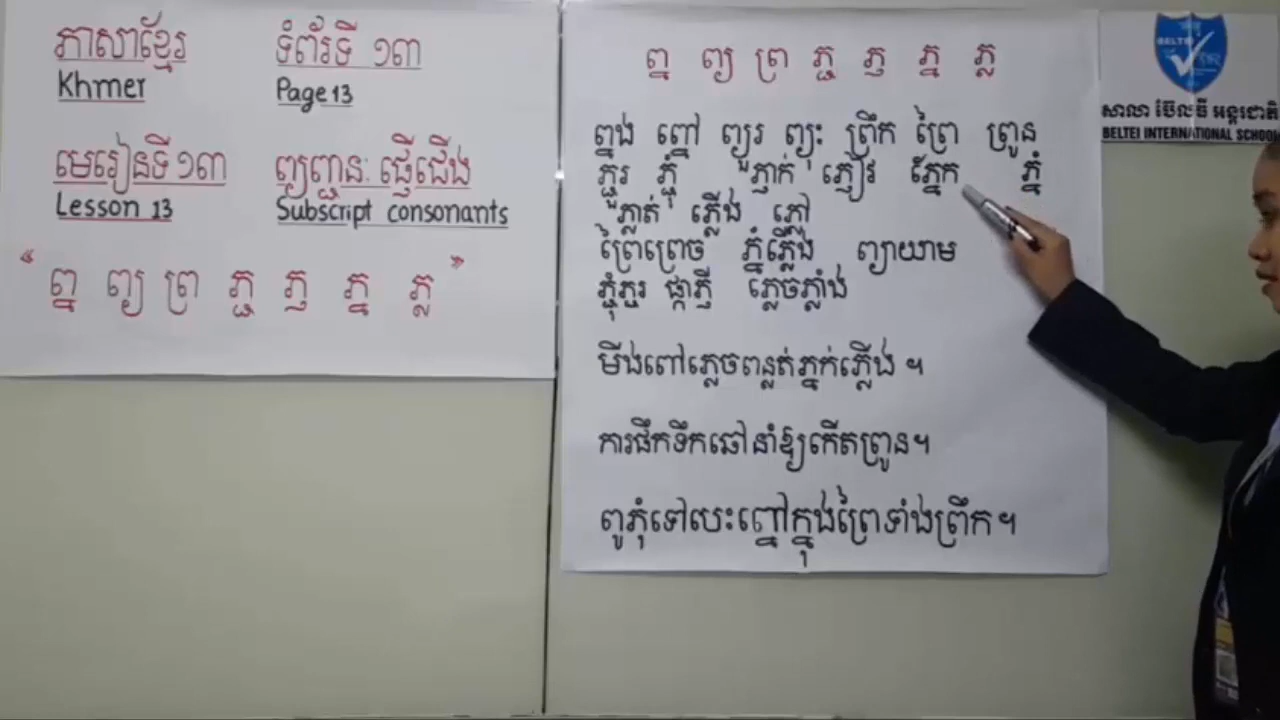 ភាសាខ្មែរ ទំព័រទី ១៣
Khmer Page 13
មេរៀនទី ១៣ ព្យញ្ជនៈផ្ញើជើង
Lesson 13 Subscript consonants
" ព្ន ព្យ ព្រ ភ្ជ ភ្ញ ភ្ន ភ្ល "
ព្ន ព្យ ព្រ ភ្ជ ភ្ញ ភ្ន ភ្ល
ព្នង់ ព្នៅ ព្យួរ ព្យុះ ព្រឹក ព្រៃ ព្រូន
ភ្ជួរ ភ្ជុំ ភ្ញាក់ ភ្ញៀវ ភ្នែក ភ្នំ
ភ្លាត់ ភ្លើង ភ្លៅ
ព្រៃព្រេច ភ្នំភ្លើង ព្យាយាម
ភ្ជុំភ្ជួរ ផ្កាភ្ញី ភ្លេចភ្លាំង
មីងពៅភ្លេចពន្លត់ភ្នក់ភ្លើង ។
ការផឹកទឹកឆៅនាំឱ្យកើតព្រូន។
ពូភុំទៅបេះព្នៅក្នុងព្រៃទាំងព្រឹក។
BELTEI
សាលា ប៊ែលធី អន្តរជាតិ
BELTEI INTERNATIONAL SCHOOL